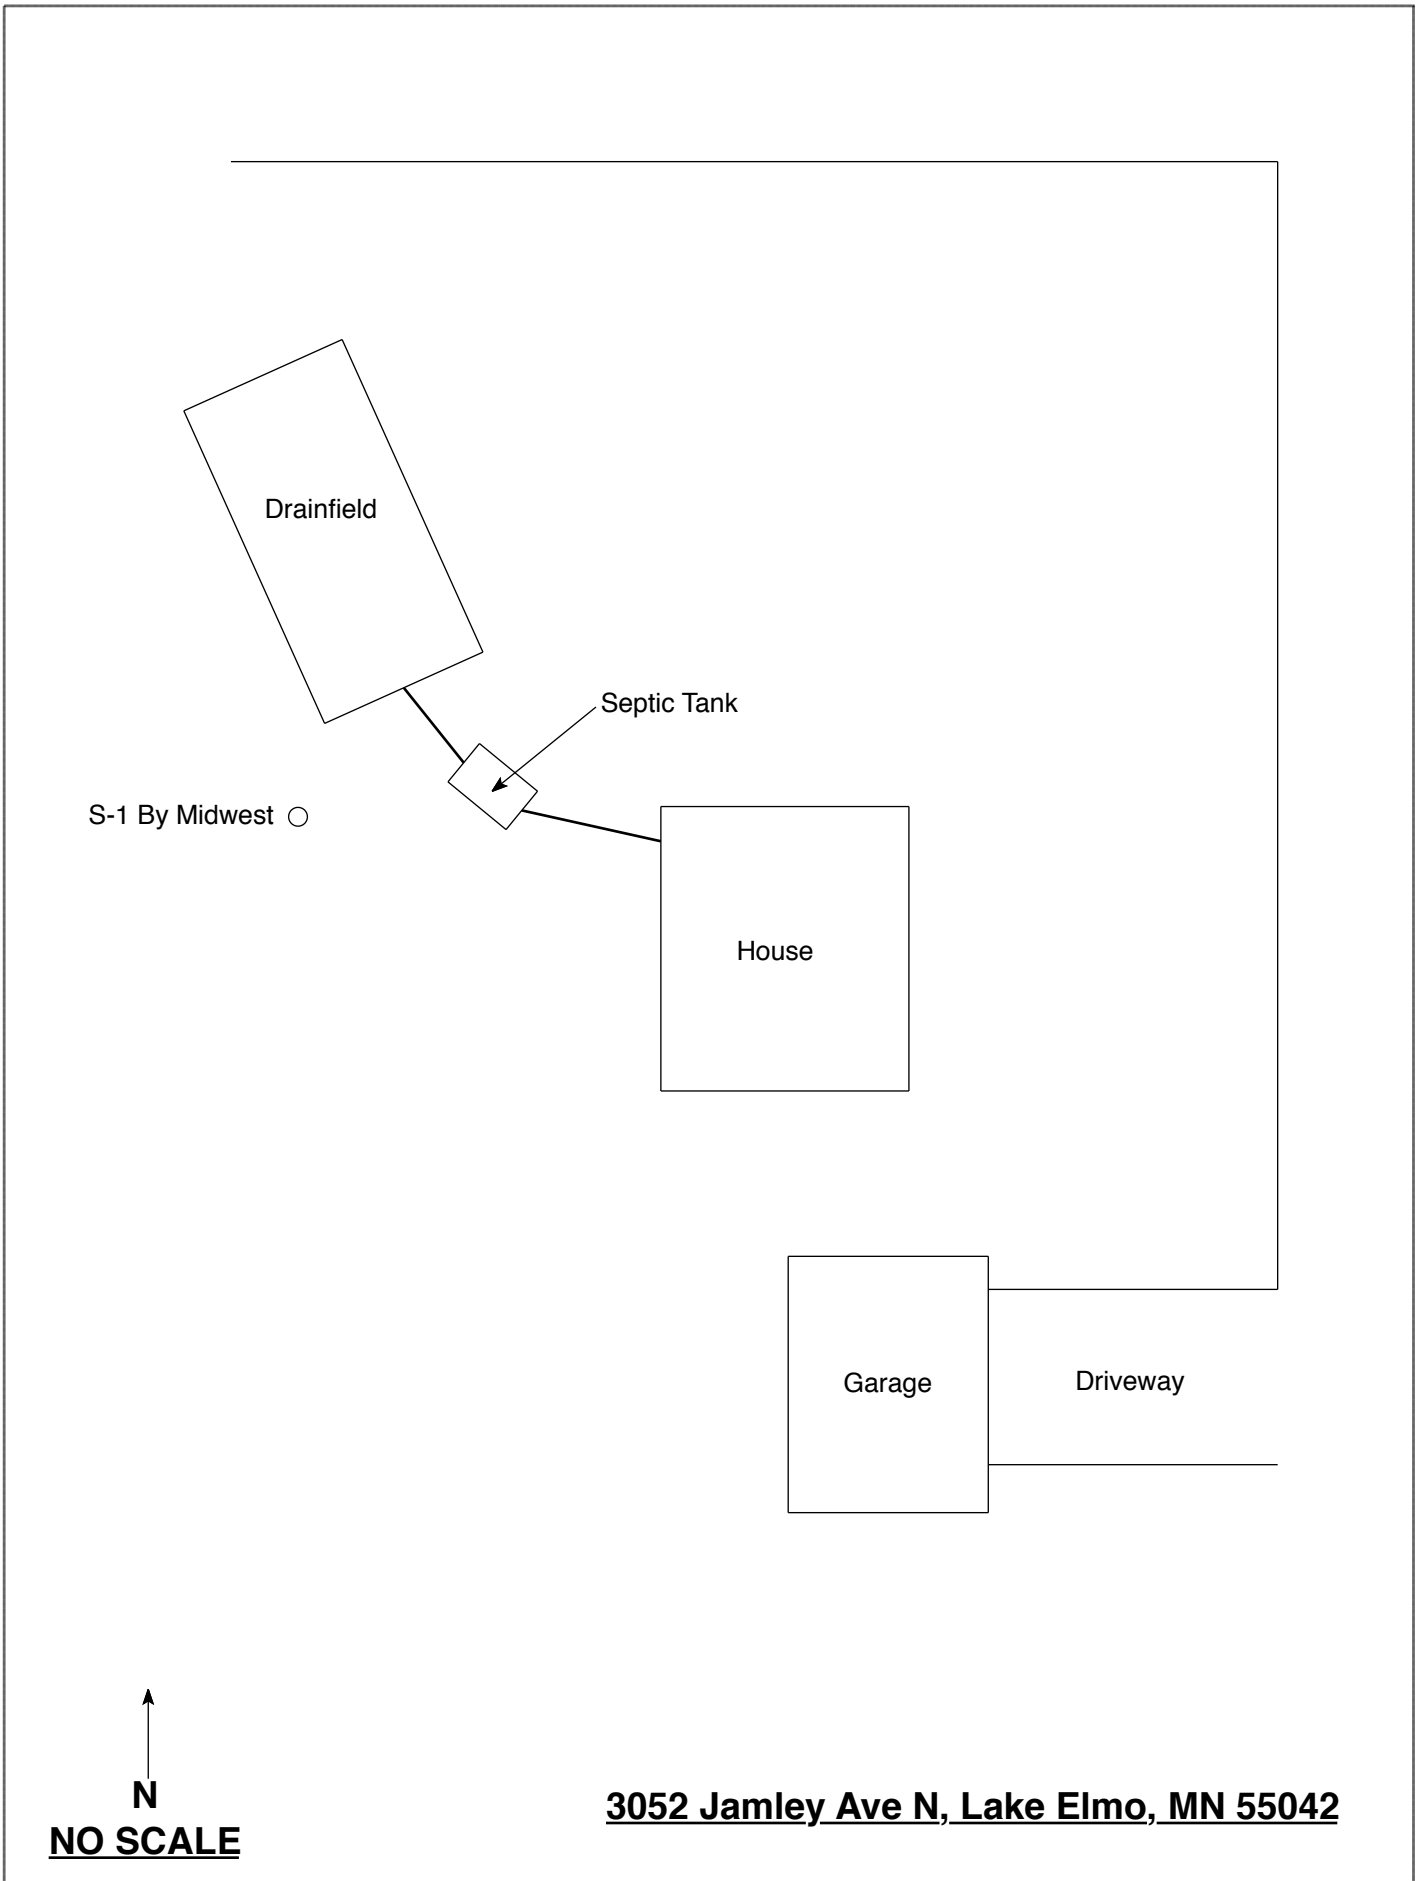 Drainfield
Septic Tank
S-1 By Midwest
House
Garage
Driveway
N
NO SCALE
3052 Jamley Ave N, Lake Elmo, MN 55042